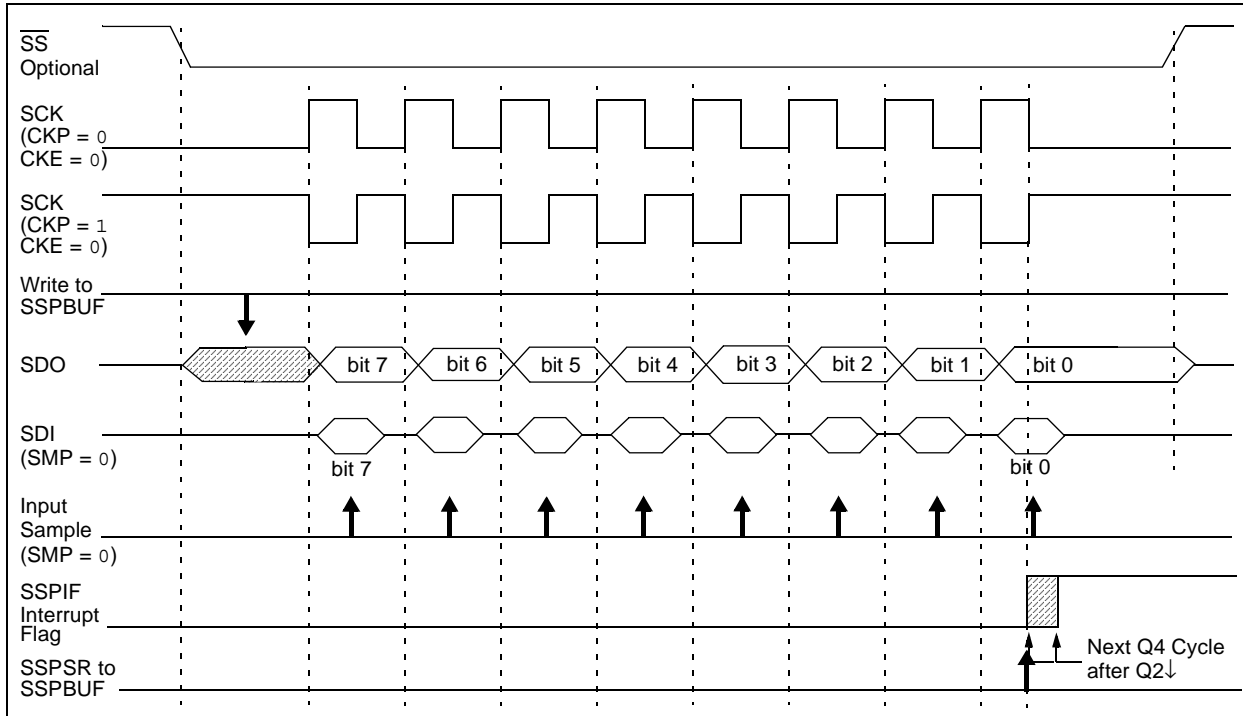 SS
Optional
SCK
(CKP = 0
CKE = 0)
SCK
(CKP = 1
CKE = 0)
Write to
SSPBUF
SDO
bit 7
bit 6
bit 5
bit 4
bit 3
bit 2
bit 1
bit 0
SDI
(SMP = 0)
bit 7
bit 0
Input
Sample
(SMP = 0)
SSPIF
Interrupt
Flag
Next Q4 Cycle
after Q2↓
SSPSR to
SSPBUF